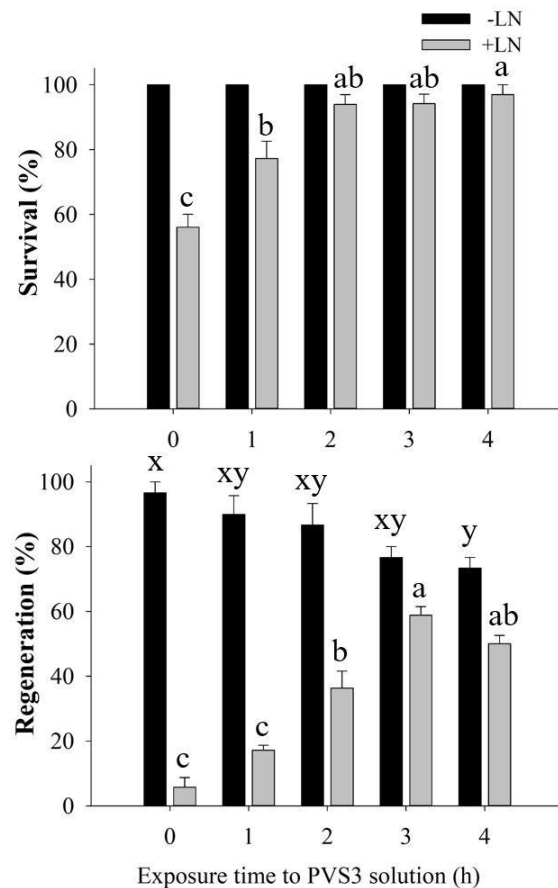 -LN
+LN
Survival (%)
100
80
60
40
20
0
c
b
ab
ab
a
0 1 2 3 4
Regeneration (%)
100
80
60
40
20
0
x
xy
xy
xy
y
c
c
b
a
ab
0 1 2 3 4
Exposure time to PVS3 solution (h)